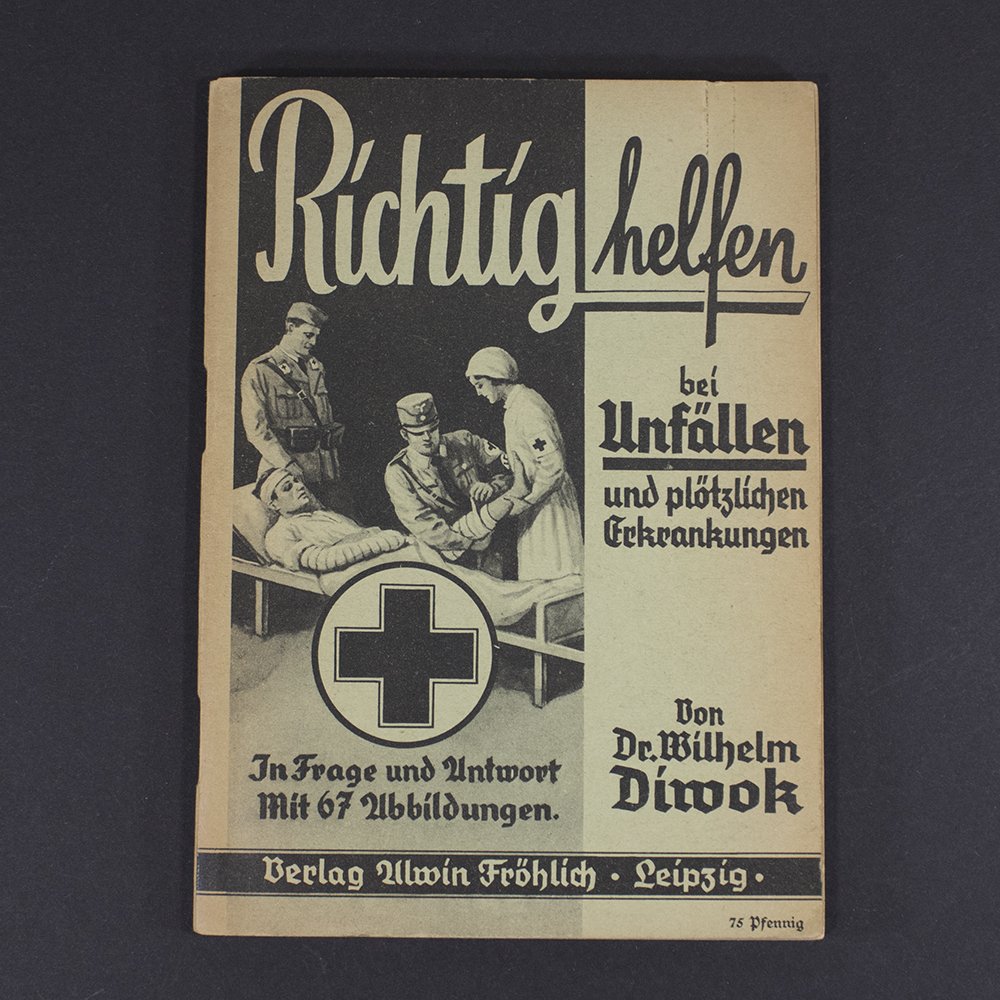 Richtig helfen
bei
Unfällen
und plötzlichen
Erkrankungen
Von
Dr. Wilhelm
Diwok
In Frage und Antwort
Mit 67 Abbildungen.
Verlag Alwin Fröhlich · Leipzig ·
75 Pfennig